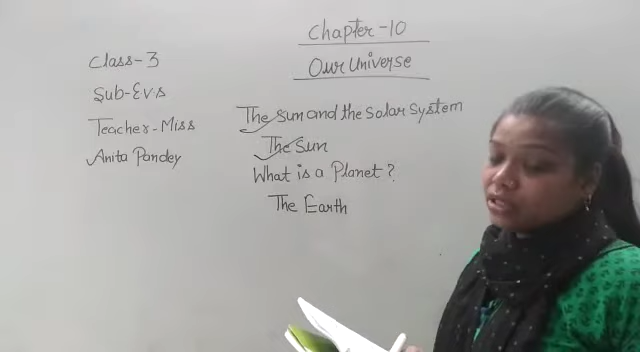 Class-3
Sub-E.v.s
Teacher-Miss
Anita Pandey
Chapter-10
Our Universe
The Sun and the Solar System
The Sun
What is a Planet?
The Earth